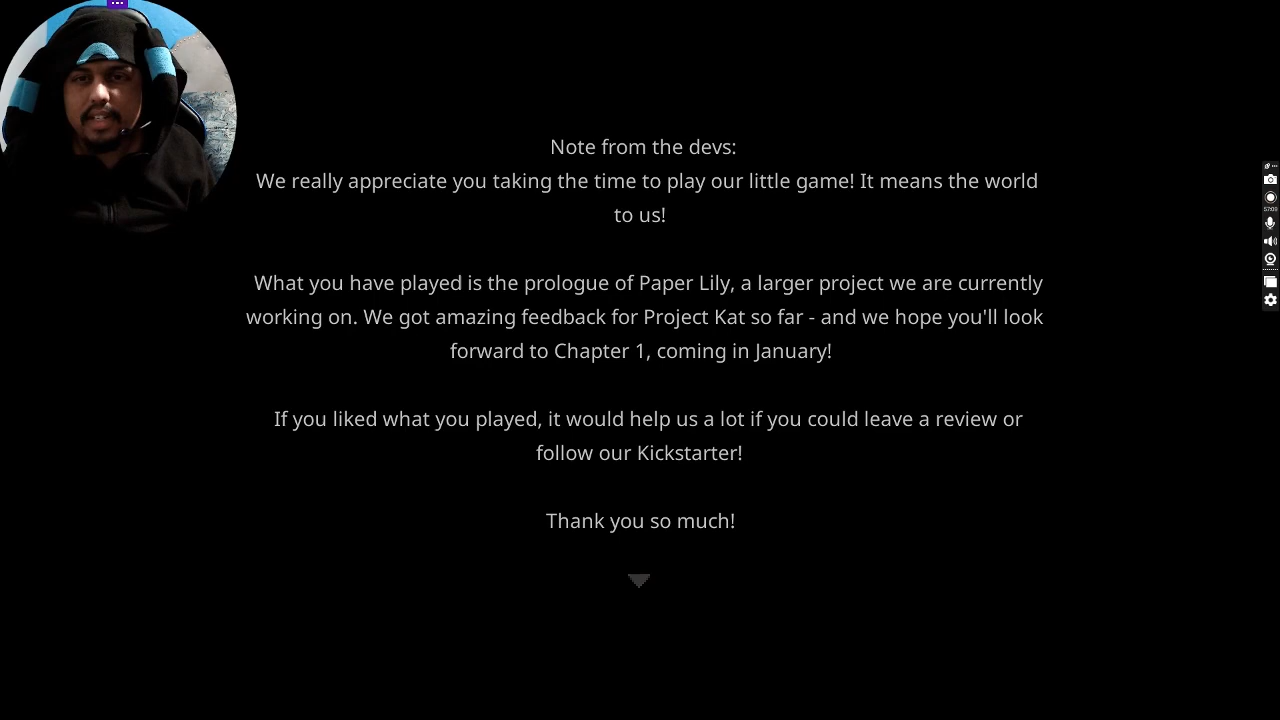 Note from the devs:
We really appreciate you taking the time to play our little game! It means the world
to us!
What you have played is the prologue of Paper Lily, a larger project we are currently
working on. We got amazing feedback for Project Kat so far - and we hope you'll look
forward to Chapter 1, coming in January!
If you liked what you played, it would help us a lot if you could leave a review or
follow our Kickstarter!
Thank you so much!